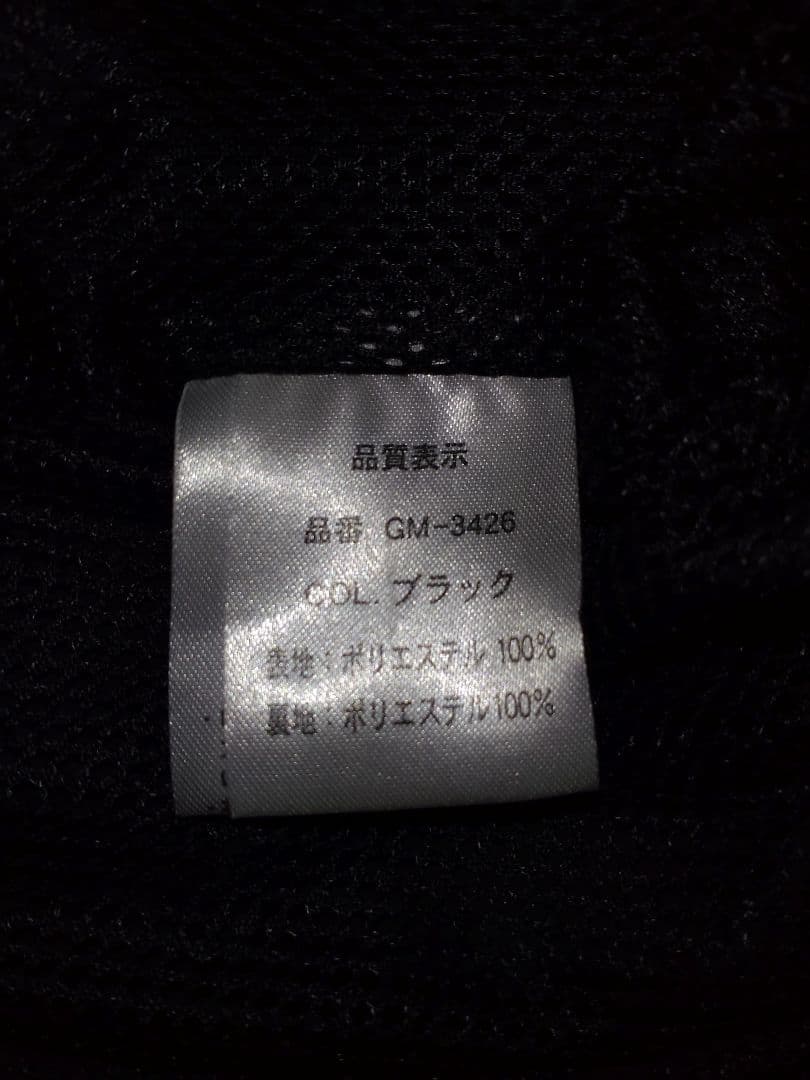 品質表示
品番 GM-3426
COL. ブラック
表地：ポリエステル 100%
裏地：ポリエステル100%